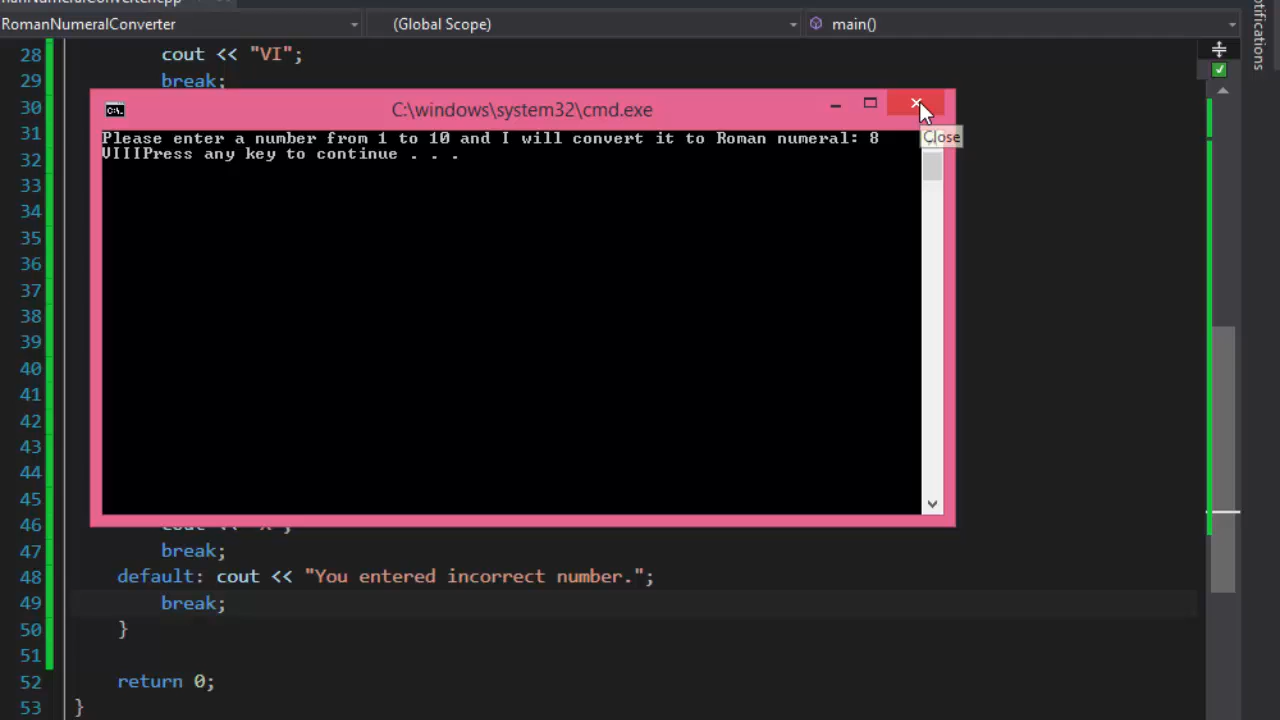 RomanNumeralConverter (Global Scope) main()
Notifications
28 cout << "VI";
29 break;
30
C:\windows\system32\cmd.exe
31 Please enter a number from 1 to 10 and I will convert it to Roman numeral: 8
Close
32 VIIIPress any key to continue . . .
33
34
35
36
37
38
39
40
41
42
43
44
45
46 cout << "X";
47 break;
48 default: cout << "You entered incorrect number.";
49 break;
50 }
51
52 return 0;
53 }